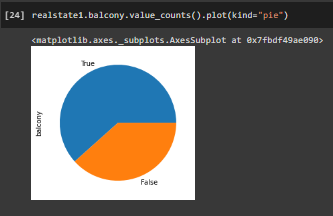 [24] realstate1.balcony.value_counts().plot(kind="pie")
<matplotlib.axes._subplots.AxesSubplot at 0x7fbdf49ae090>
True
balcony
False